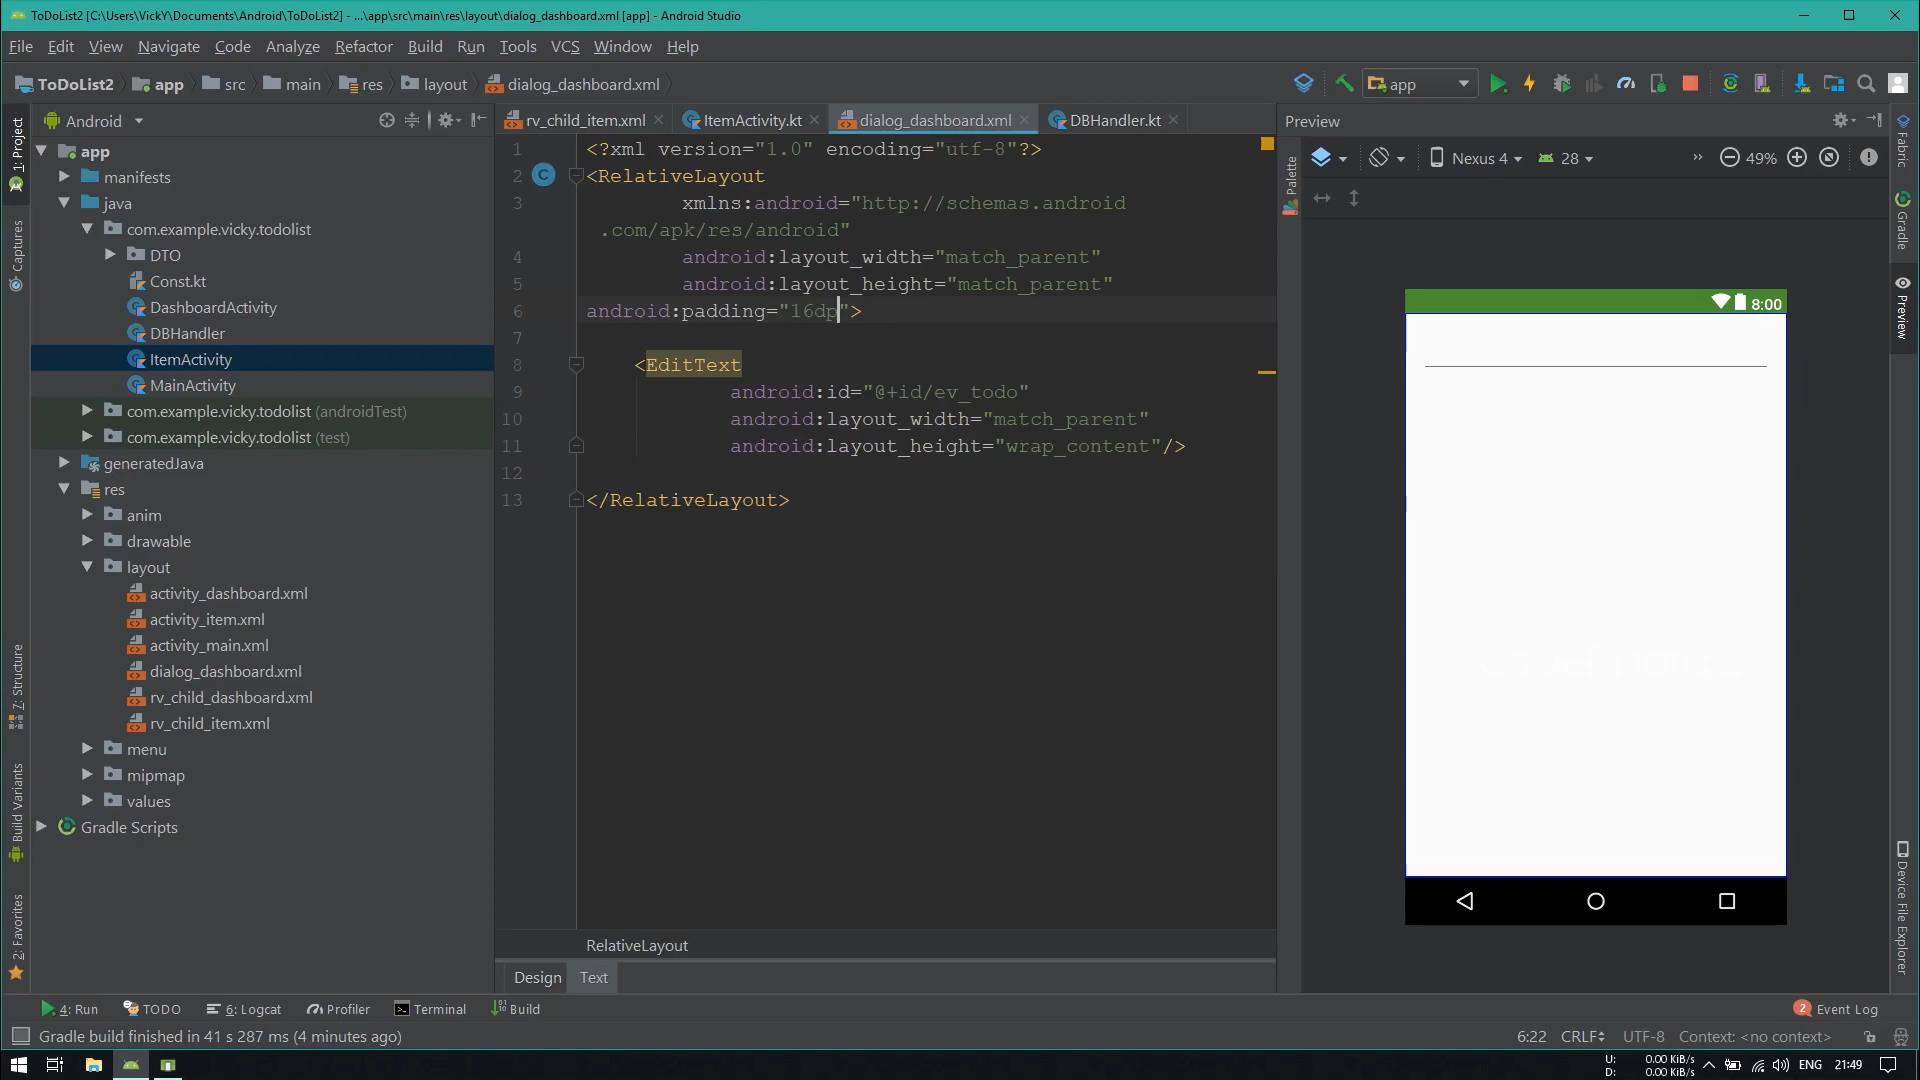 ToDoList2 [C:\Users\VickY\Documents\Android\ToDoList2] - ...\app\src\main\res\layout\dialog_dashboard.xml [app] - Android Studio
File Edit View Navigate Code Analyze Refactor Build Run Tools VCS Window Help
ToDoList2 app src main res layout dialog_dashboard.xml
app
Android
rv_child_item.xml ItemActivity.kt dialog_dashboard.xml DBHandler.kt
Preview
Nexus 4 28 49%
1: Project
Captures
7: Structure
Build Variants
2: Favorites
app
manifests
java
com.example.vicky.todolist
DTO
Const.kt
DashboardActivity
DBHandler
ItemActivity
MainActivity
com.example.vicky.todolist (androidTest)
com.example.vicky.todolist (test)
generatedJava
res
anim
drawable
layout
activity_dashboard.xml
activity_item.xml
activity_main.xml
dialog_dashboard.xml
rv_child_dashboard.xml
rv_child_item.xml
menu
mipmap
values
Gradle Scripts
1 <?xml version="1.0" encoding="utf-8"?>
2 <RelativeLayout
3 xmlns:android="http://schemas.android
.com/apk/res/android"
4 android:layout_width="match_parent"
5 android:layout_height="match_parent"
6 android:padding="16dp">
7
8 <EditText
9 android:id="@+id/ev_todo"
10 android:layout_width="match_parent"
11 android:layout_height="wrap_content"/>
12
13 </RelativeLayout>
RelativeLayout
Design Text
Palette
8:00
Fabric
Gradle
Preview
Device File Explorer
4: Run TODO 6: Logcat Profiler Terminal Build
2 Event Log
Gradle build finished in 41 s 287 ms (4 minutes ago)
6:22 CRLF UTF-8 Context: <no context>
U: 0.00 KiB/s
D: 0.00 KiB/s
ENG 21:49